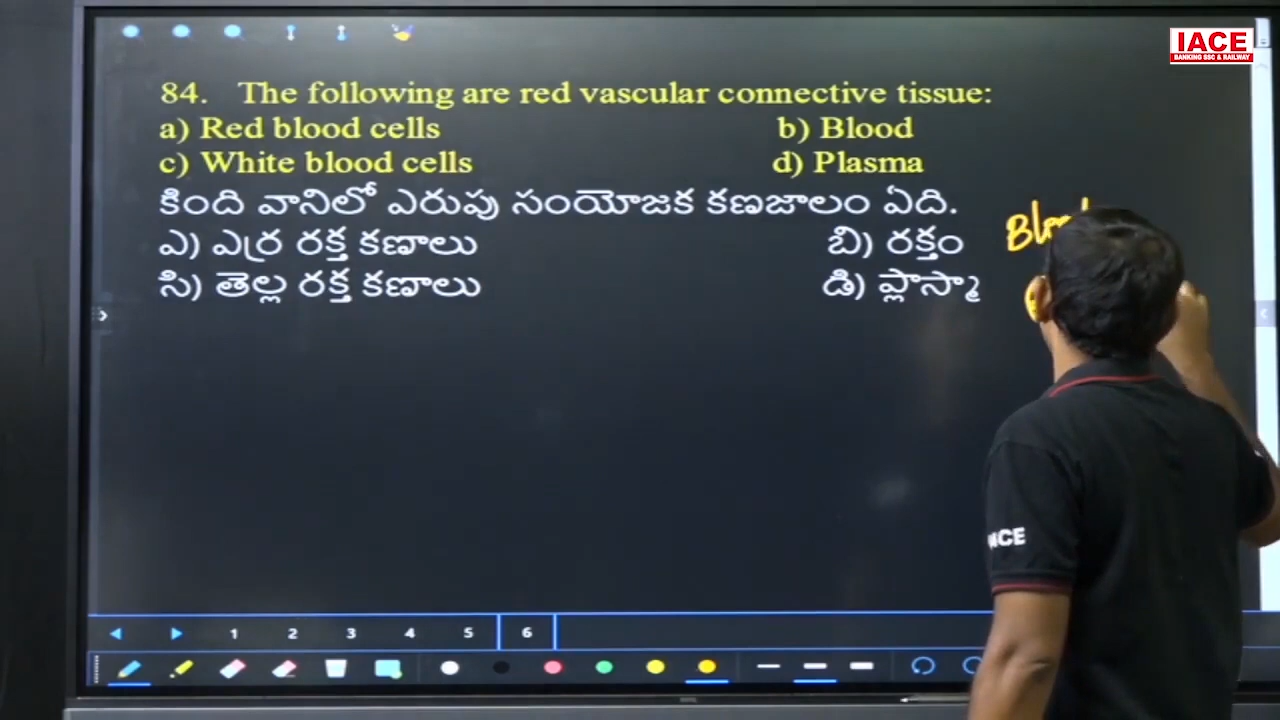 IACE
BANKING SSC & RAILWAY
84. The following are red vascular connective tissue:
a) Red blood cells b) Blood
c) White blood cells d) Plasma
కింది వానిలో ఎరుపు సంయోజక కణజాలం ఏది.
ఎ) ఎర్ర రక్త కణాలు బి) రక్తం
సి) తెల్ల రక్త కణాలు డి) ప్లాస్మా
1 2 3 4 5 6